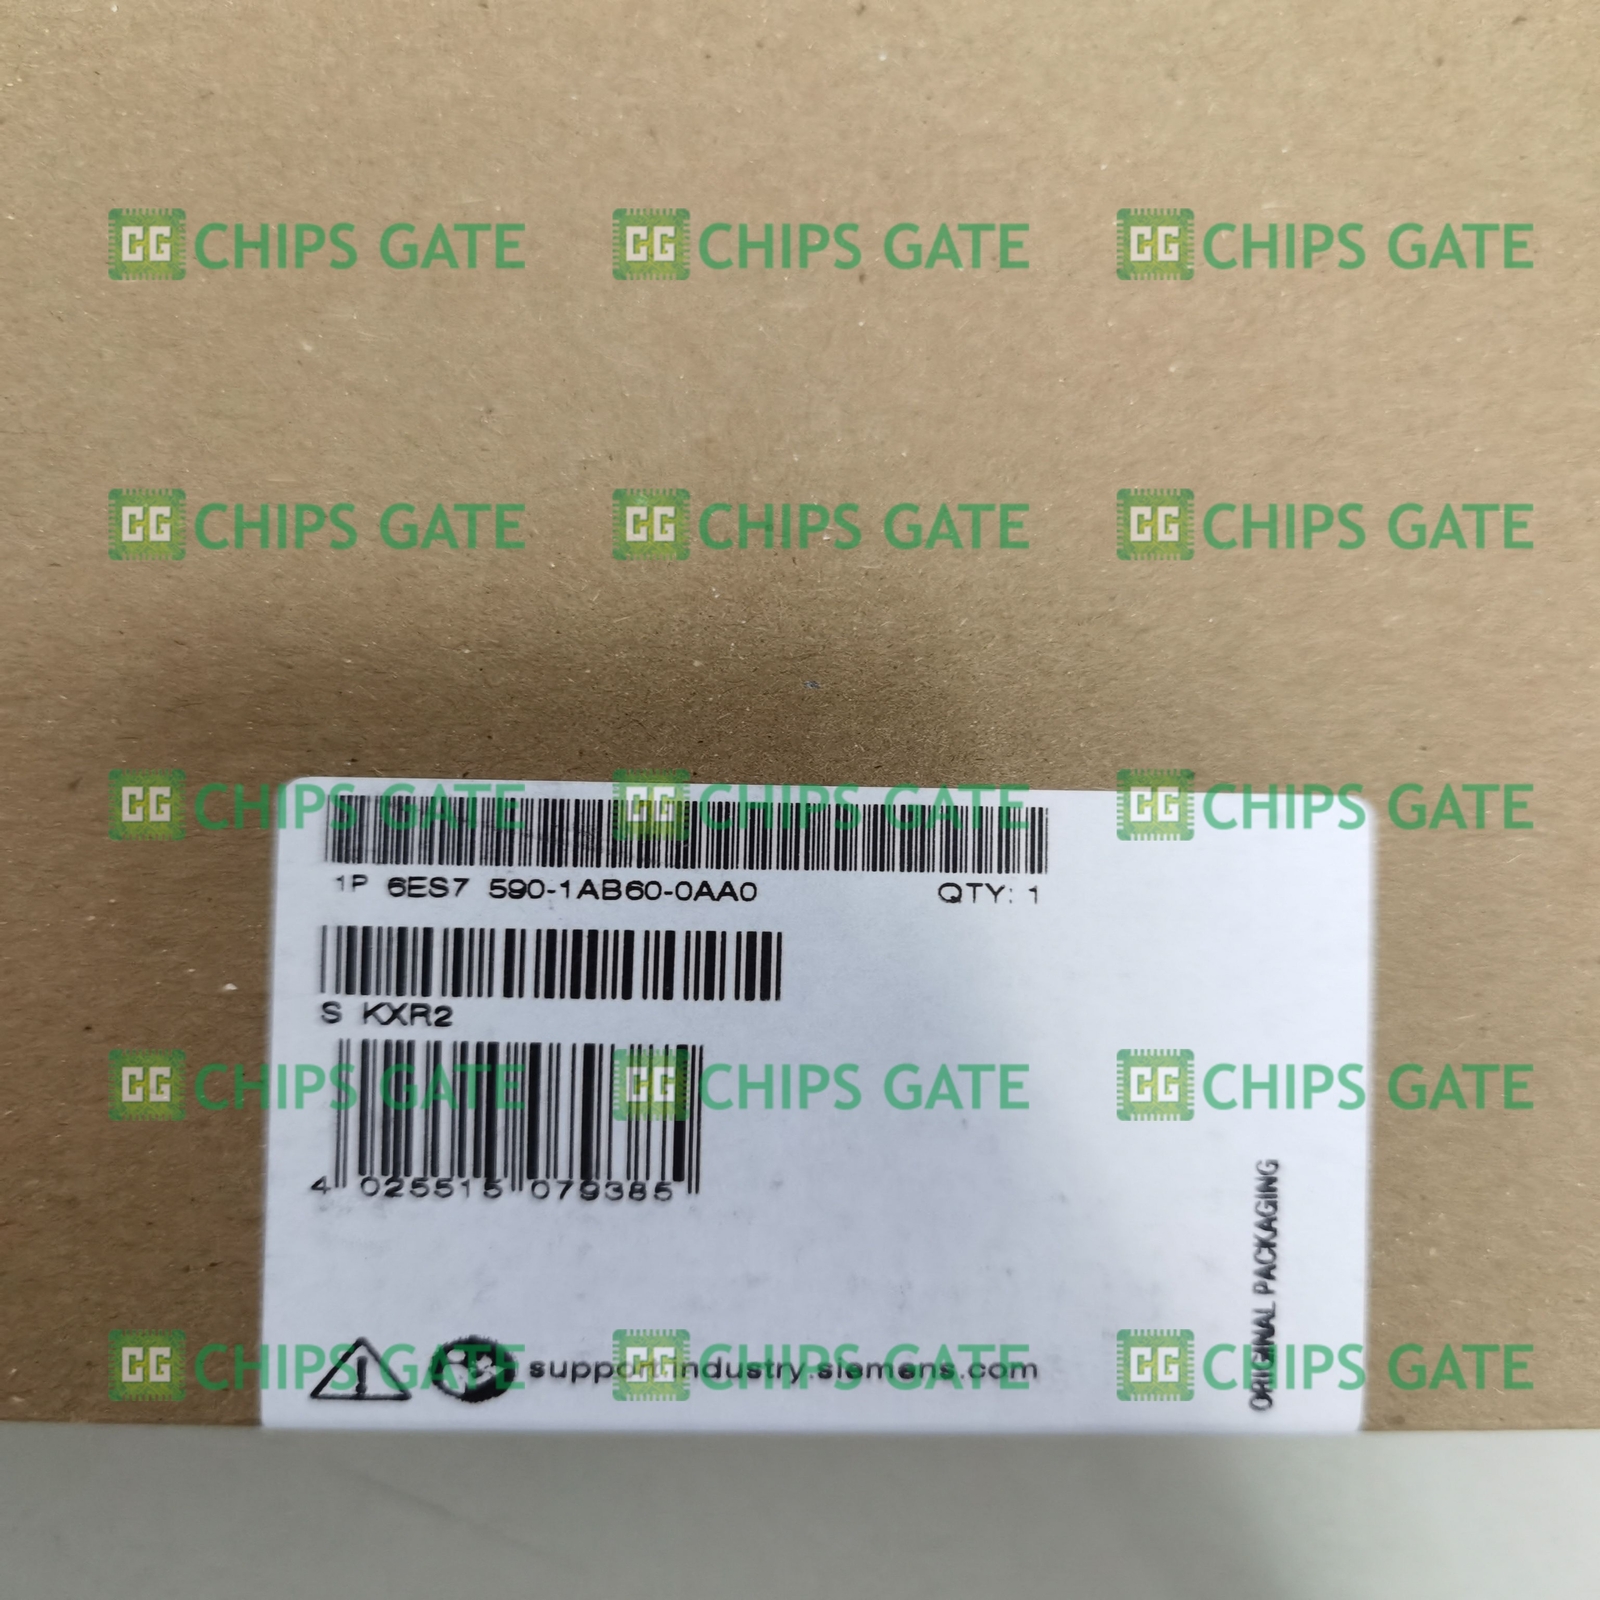 CG CHIPS GATE CG CHIPS GATE CG CHIPS GATE
CG CHIPS GATE CG CHIPS GATE CG CHIPS GATE
CG CHIPS GATE CG CHIPS GATE CG CHIPS GATE
1P 6ES7 590-1AB60-0AA0 QTY: 1
S KXR2
CG CHIPS GATE CG CHIPS GATE CG CHIPS GATE
4 025515 079385
ORIGINAL PACKAGING
support.industry.siemens.com
CG CHIPS GATE CG CHIPS GATE CG CHIPS GATE